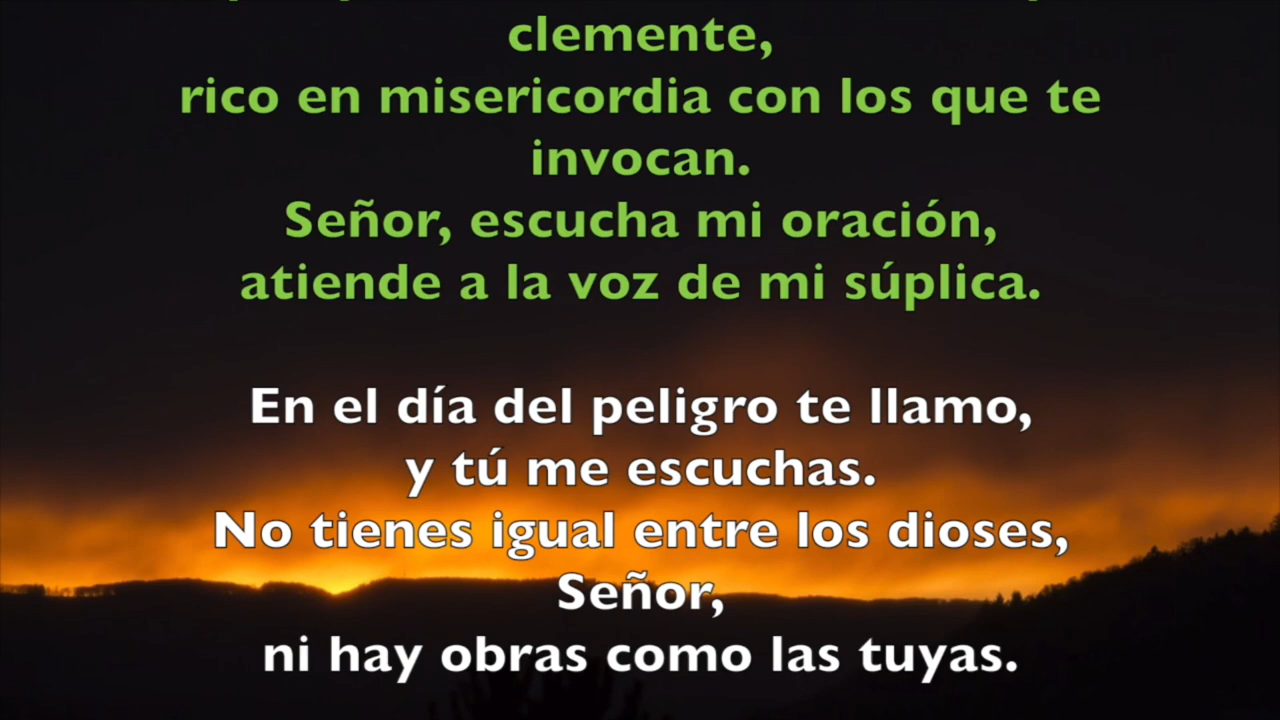 clemente,
rico en misericordia con los que te
invocan.
Señor, escucha mi oración,
atiende a la voz de mi súplica.
En el día del peligro te llamo,
y tú me escuchas.
No tienes igual entre los dioses,
Señor,
ni hay obras como las tuyas.